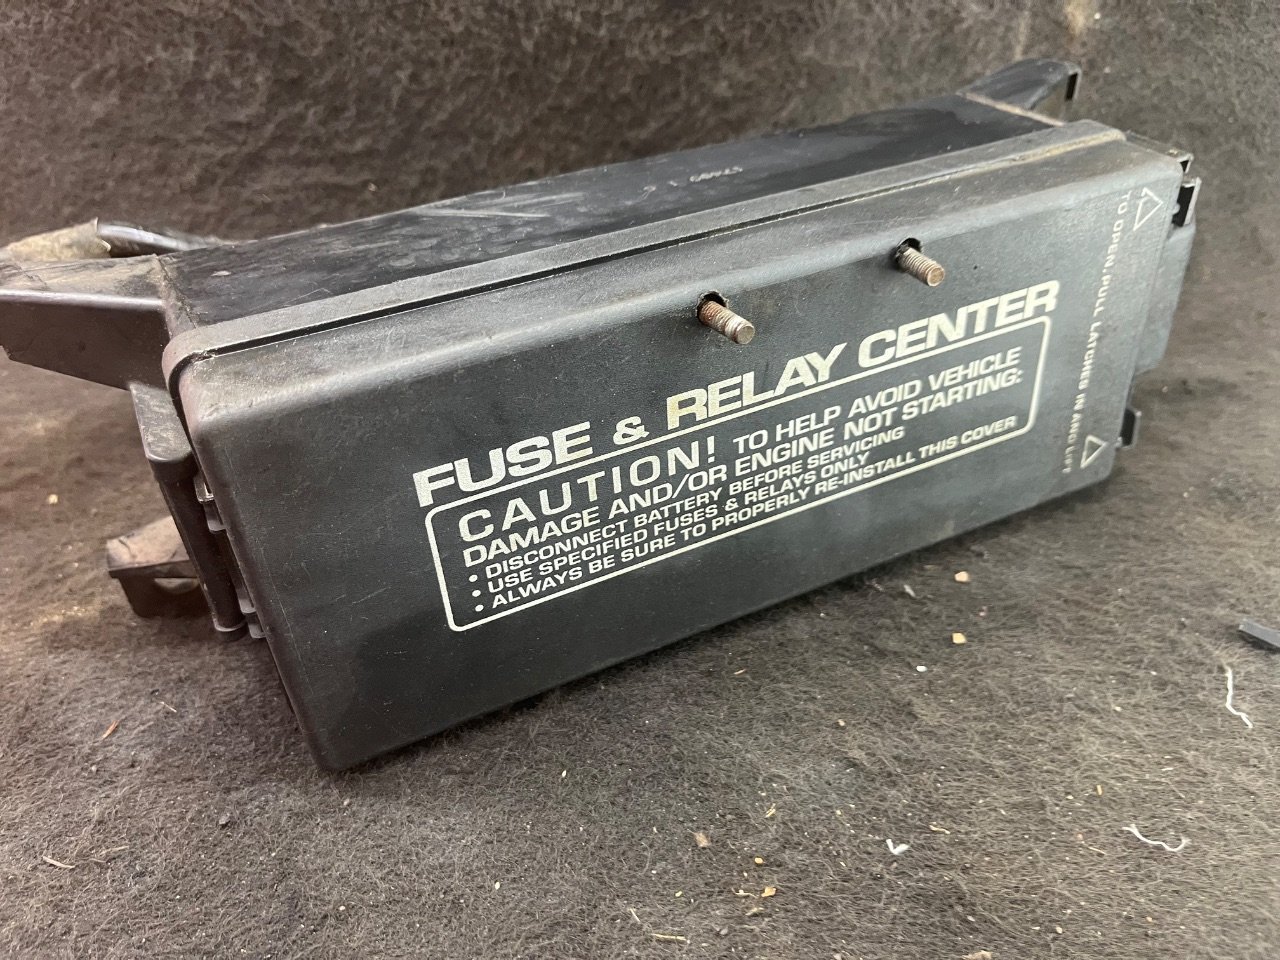 FUSE & RELAY CENTER
CAUTION! TO HELP AVOID VEHICLE
DAMAGE AND/OR ENGINE NOT STARTING:
• DISCONNECT BATTERY BEFORE SERVICING
• USE SPECIFIED FUSES & RELAYS ONLY
• ALWAYS BE SURE TO PROPERLY RE-INSTALL THIS COVER
TO OPEN, PULL LATCHES IN AND LIFT